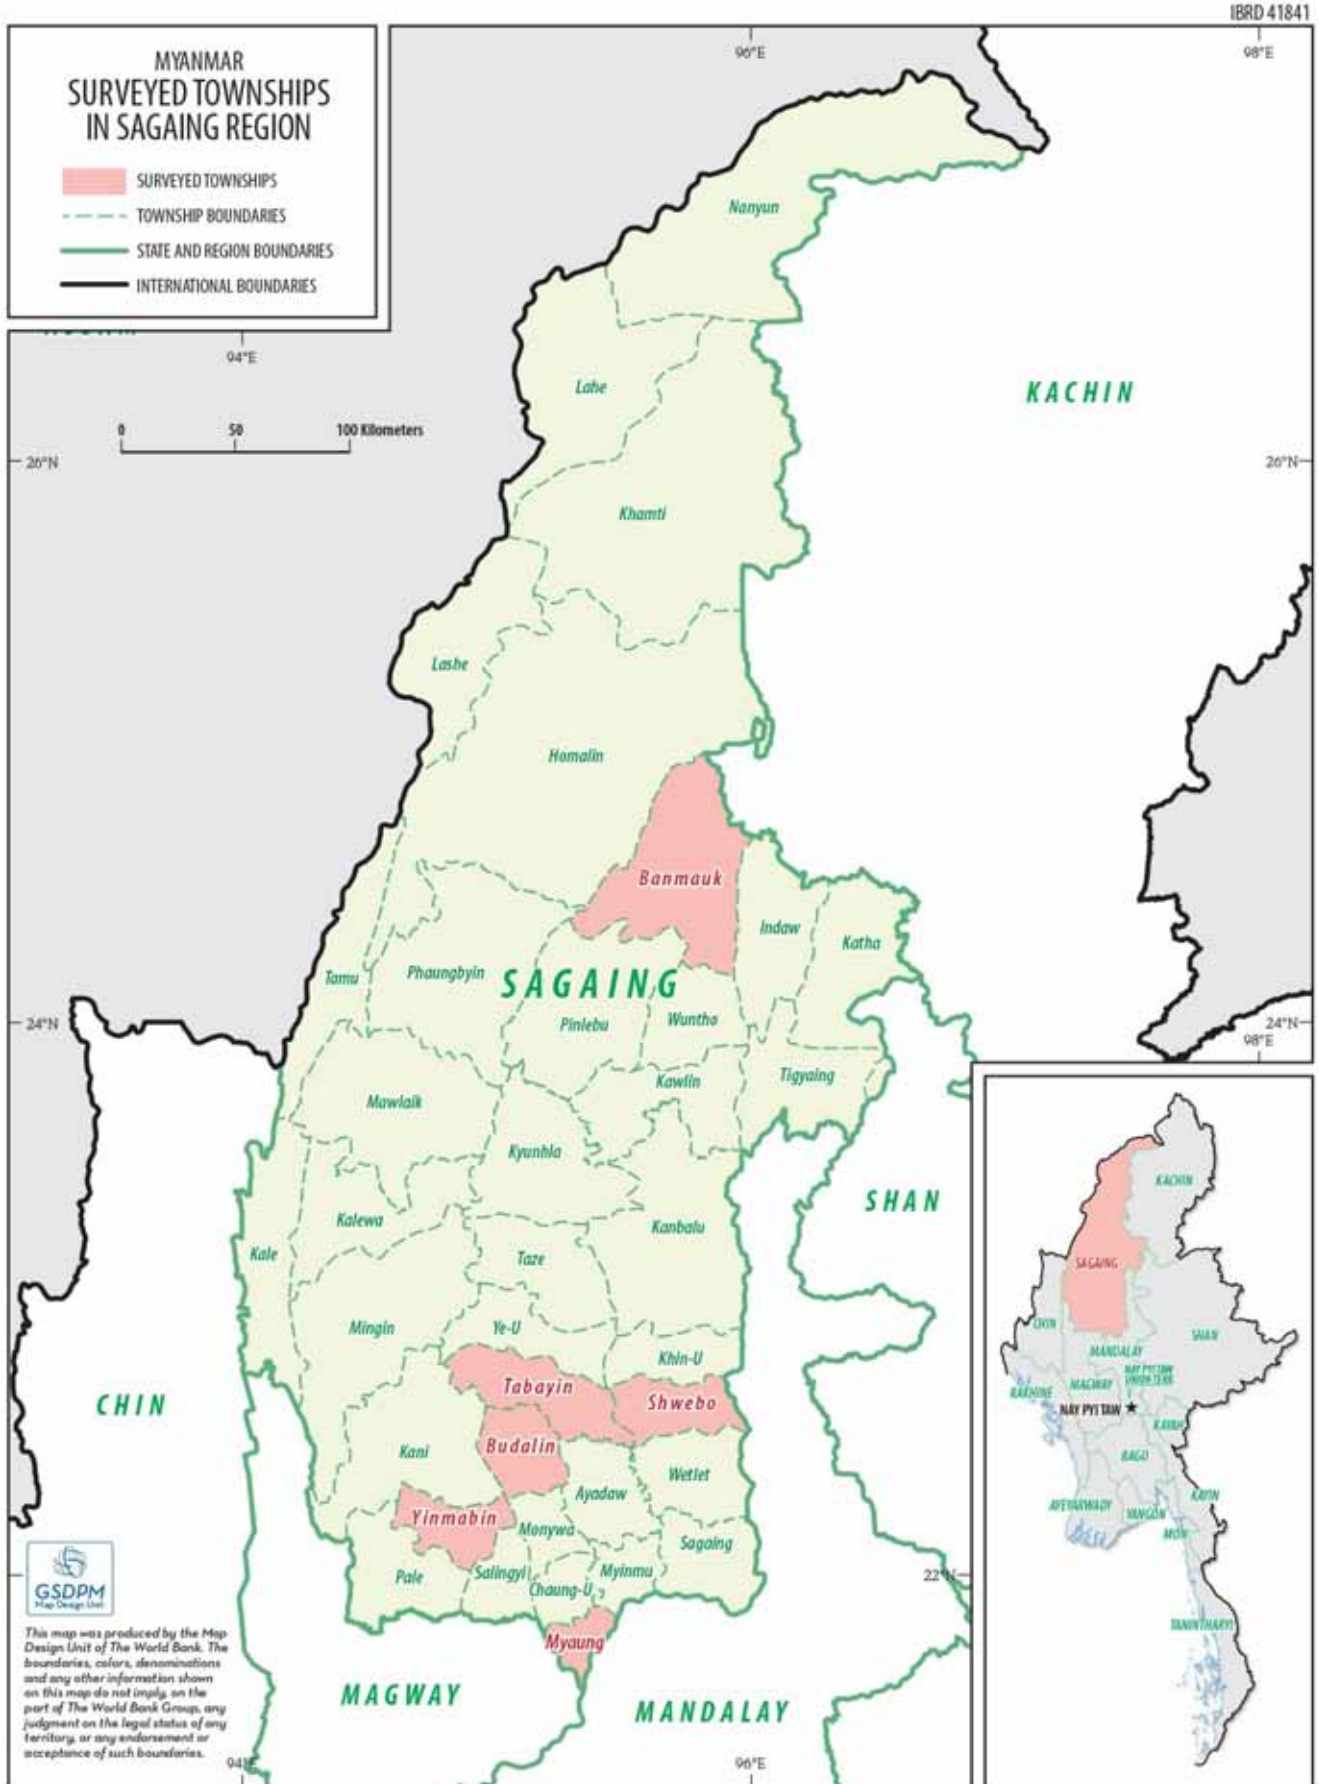 IBRD 41841
MYANMAR
SURVEYED TOWNSHIPS
IN SAGAING REGION
SURVEYED TOWNSHIPS
TOWNSHIP BOUNDARIES
STATE AND REGION BOUNDARIES
INTERNATIONAL BOUNDARIES
96°E
98°E
94°E
0 50 100 Kilometers
26°N
26°N
Nanyun
Lahe
KACHIN
Khamti
Lashe
Homalin
Banmauk
Indaw
Katha
Tamu
Phaungbyin
SAGAING
Pinlebu
Wuntho
24°N
24°N
98°E
Kawlin
Tigyaing
Mawlaik
Kyunhla
SHAN
Kalewa
Kanbalu
Kale
Taze
Mingin
Ye-U
Khin-U
Tabayin
Shwebo
CHIN
Kani
Budalin
Wetlet
Ayadaw
Yinmabin
Monywa
Sagaing
Pale
Salingyi
Chaung-U
Myinmu
22°N
Myaung
MAGWAY
MANDALAY
94°E
96°E
GSDPM
Map Design Unit
This map was produced by the Map
Design Unit of The World Bank. The
boundaries, colors, denominations
and any other information shown
on this map do not imply, on the
part of The World Bank Group, any
judgment on the legal status of any
territory, or any endorsement or
acceptance of such boundaries.
KACHIN
SAGAING
CHIN
SHAN
MANDALAY
NAY PYI TAW
UNION TERR.
MAGWAY
RAKHINE
NAY PYI TAW
KAYAH
BAGO
KAYIN
AYEYARWADY
YANGON
MON
TANINTHARYI